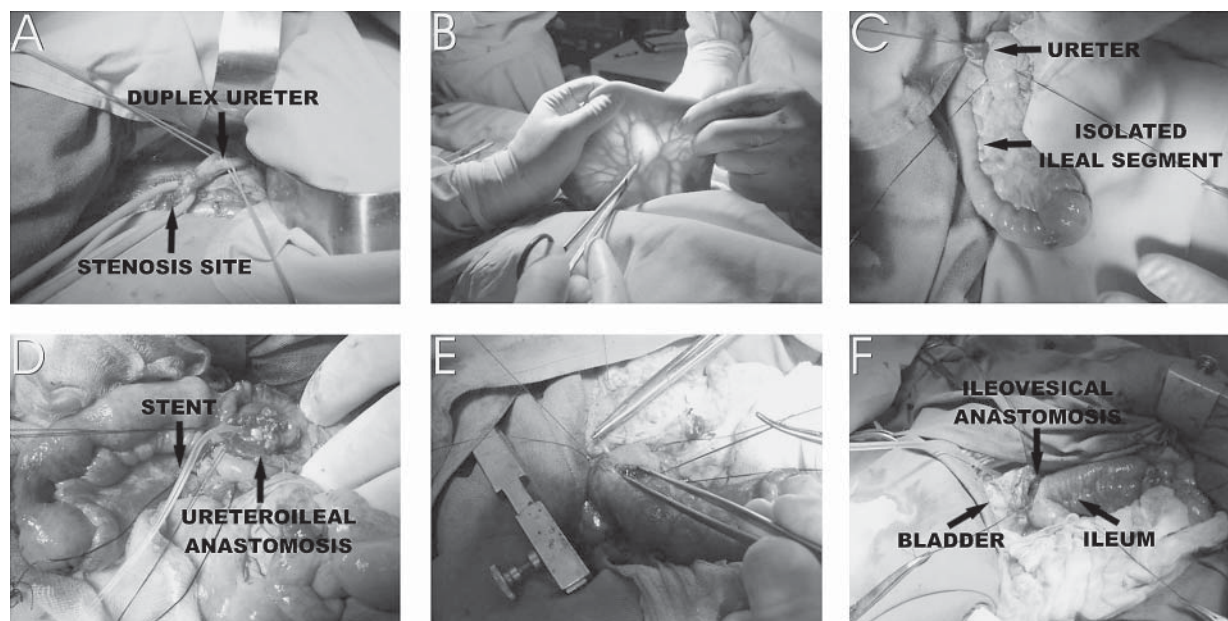 A
DUPLEX URETER
STENOSIS SITE
B
C
URETER
ISOLATED
ILEAL SEGMENT
D
STENT
URETEROILEAL
ANASTOMOSIS
E
F
ILEOVESICAL
ANASTOMOSIS
BLADDER
ILEUM